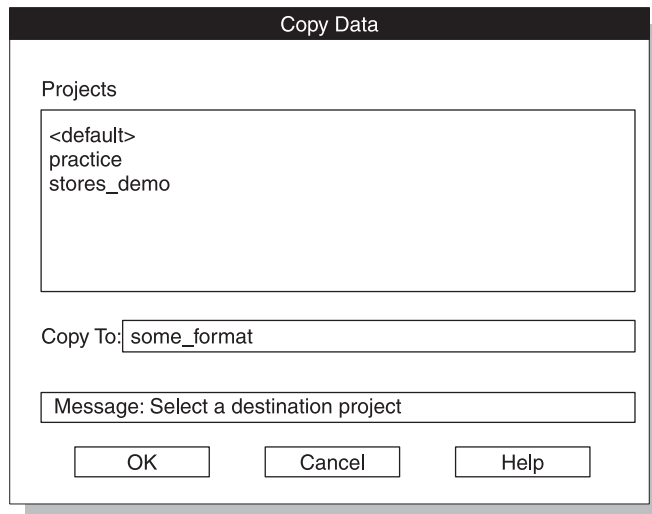 Copy Data
Projects
<default>
practice
stores_demo
Copy To: some_format
Message: Select a destination project
OK Cancel Help